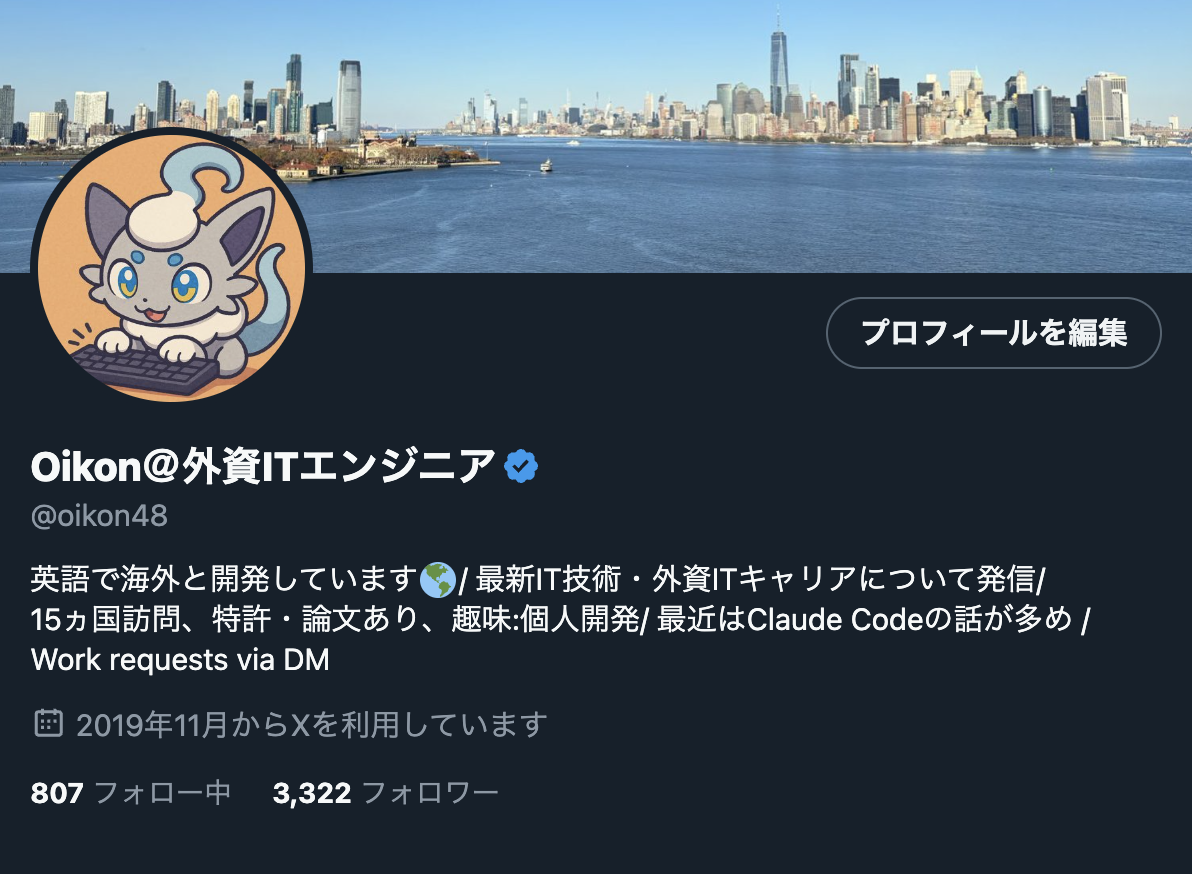 プロフィールを編集
Oikon@外資ITエンジニア
@oikon48
英語で海外と開発しています🌎/ 最新IT技術・外資ITキャリアについて発信/
15ヵ国訪問、特許・論文あり、趣味:個人開発/ 最近はClaude Codeの話が多め /
Work requests via DM
2019年11月からXを利用しています
807 フォロー中 3,322 フォロワー